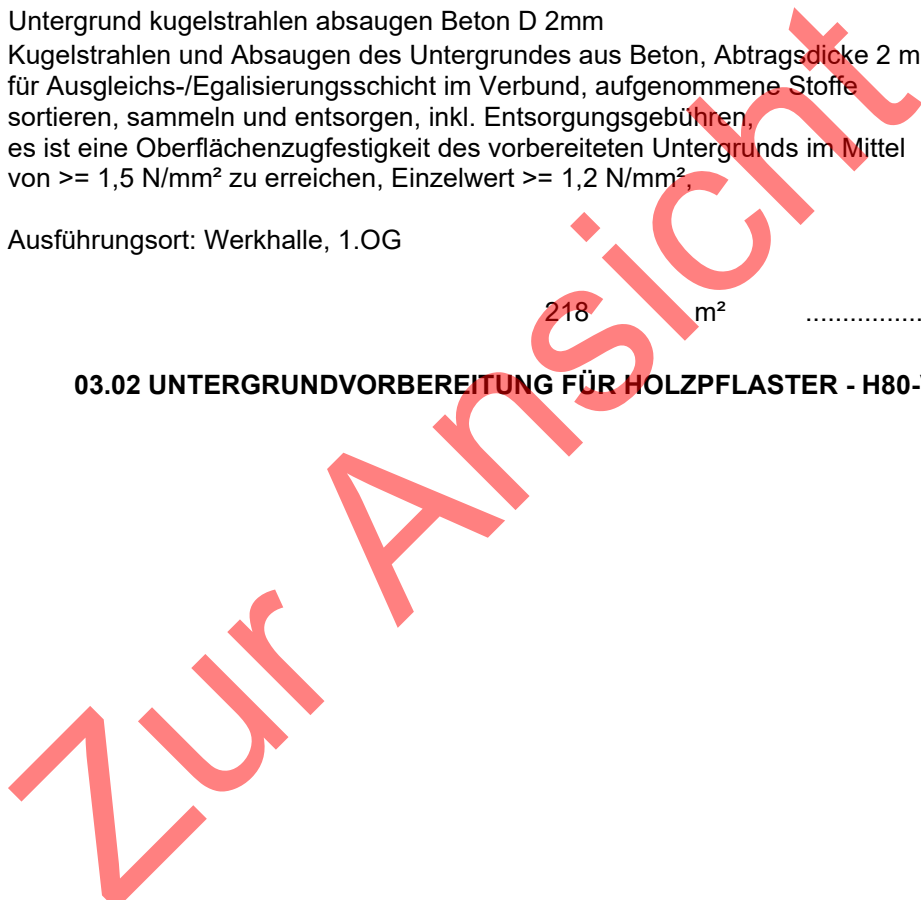 Untergrund kugelstrahlen absaugen Beton D 2mm
Kugelstrahlen und Absaugen des Untergrundes aus Beton, Abtragsdicke 2 m
für Ausgleichs-/Egalisierungsschicht im Verbund, aufgenommene Stoffe
sortieren, sammeln und entsorgen, inkl. Entsorgungsgebühren,
es ist eine Oberflächenzugfestigkeit des vorbereiteten Untergrunds im Mittel
von >= 1,5 N/mm² zu erreichen, Einzelwert >= 1,2 N/mm²,
Ausführungsort: Werkhalle, 1.OG
218 m² ................
03.02 UNTERGRUNDVORBEREITUNG FÜR HOLZPFLASTER - H80-
Zur Ansicht